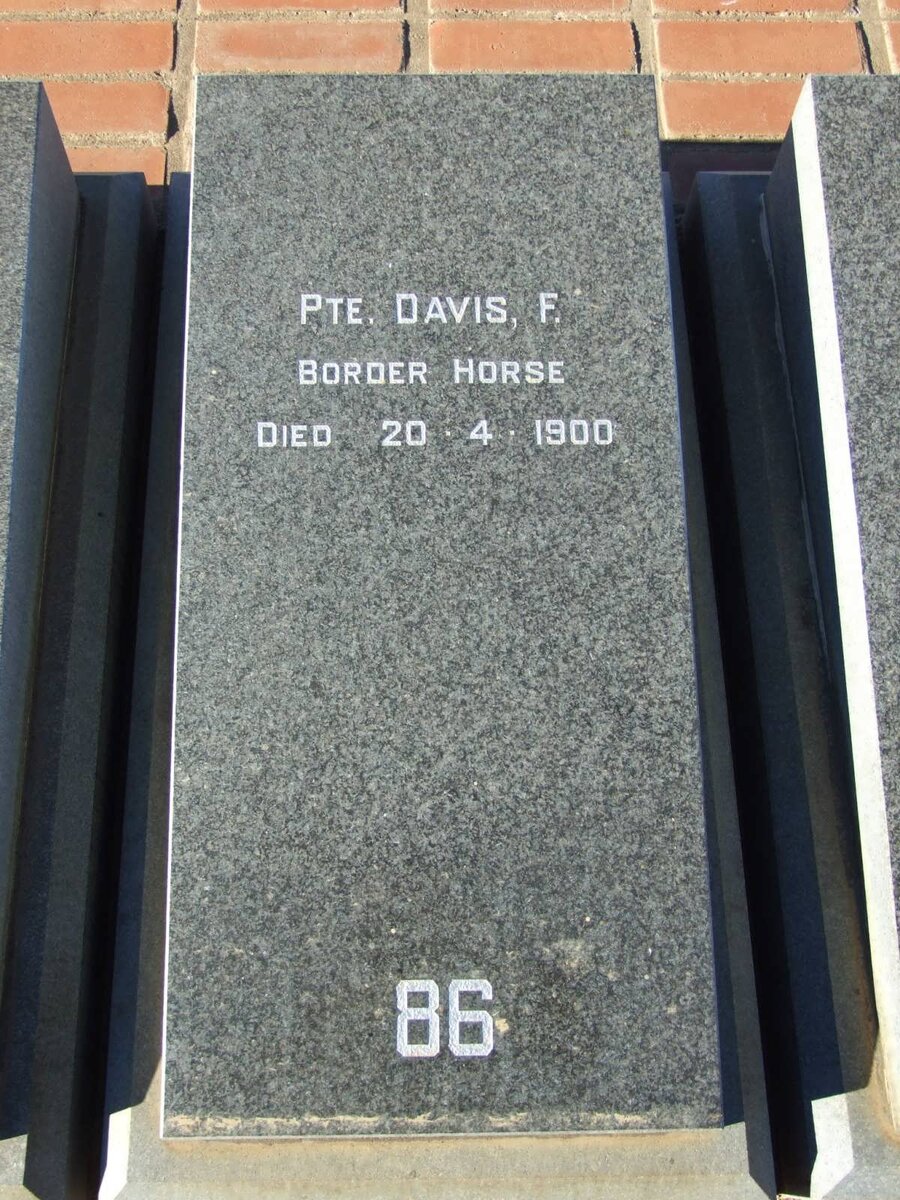 Pte. Davis, F.
Border Horse
Died 20 · 4 · 1900
86